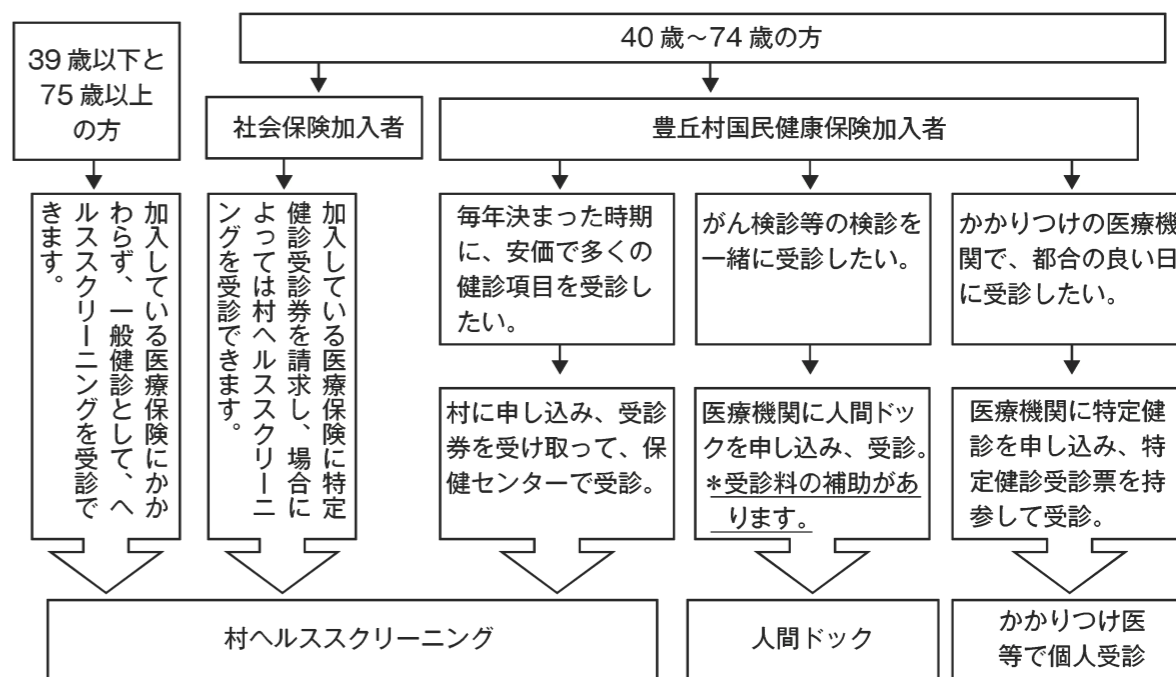 39歳以下と
75歳以上
の方
40歳～74歳の方
社会保険加入者
豊丘村国民健康保険加入者
加入している医療保険にかか
わらず、一般健診として、ヘ
ルススクリーニングを受診で
きます。
加入している医療保険に特定
健診受診券を請求し、場合に
よっては村ヘルススクリーニ
ングを受診できます。
毎年決まった時期
に、安価で多くの
健診項目を受診し
たい。
がん検診等の検診を
一緒に受診したい。
かかりつけの医療機
関で、都合の良い日
に受診したい。
村に申し込み、受診
券を受け取って、保
健センターで受診。
医療機関に人間ドッ
クを申し込み、受診。
*受診料の補助があ
ります。
医療機関に特定健
診を申し込み、特
定健診受診票を持
参して受診。
村ヘルススクリーニング
人間ドック
かかりつけ医
等で個人受診